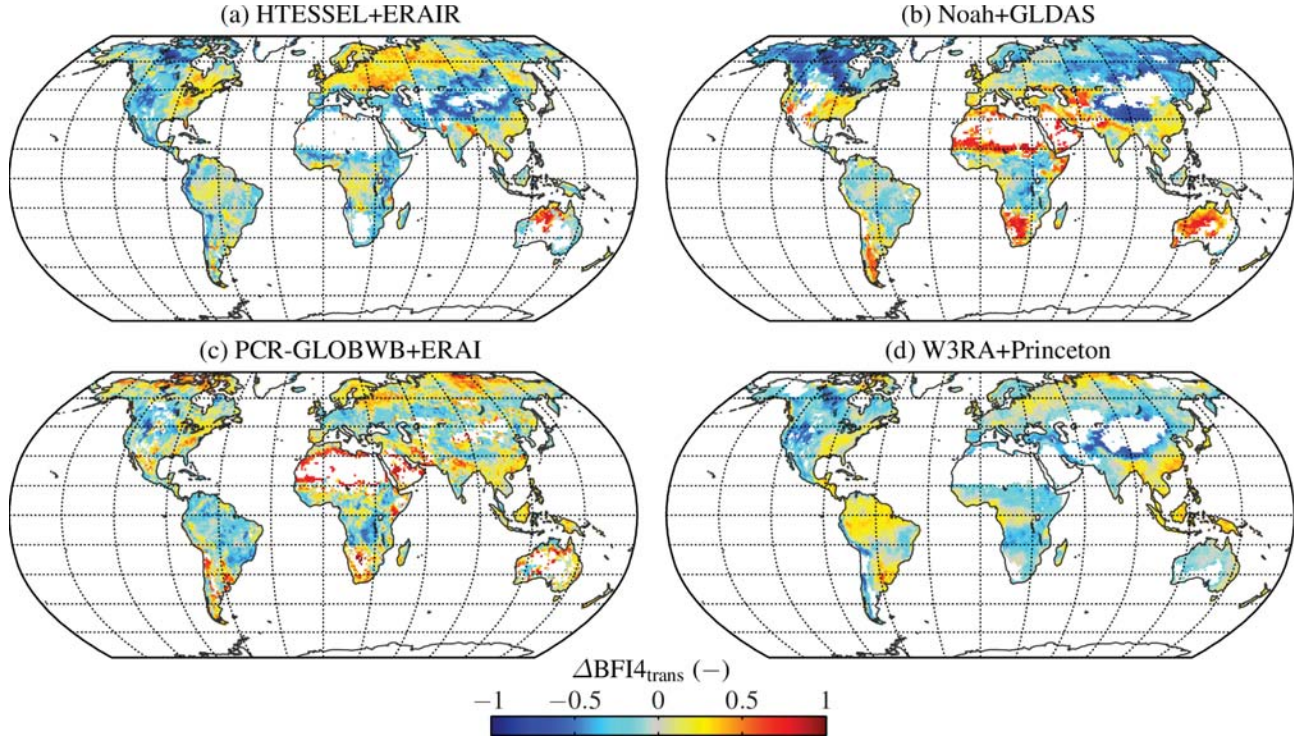 (a) HTESSEL+ERAIR
(b) Noah+GLDAS
(c) PCR-GLOBWB+ERAI
(d) W3RA+Princeton
ΔBFI4trans (−)
−1 −0.5 0 0.5 1